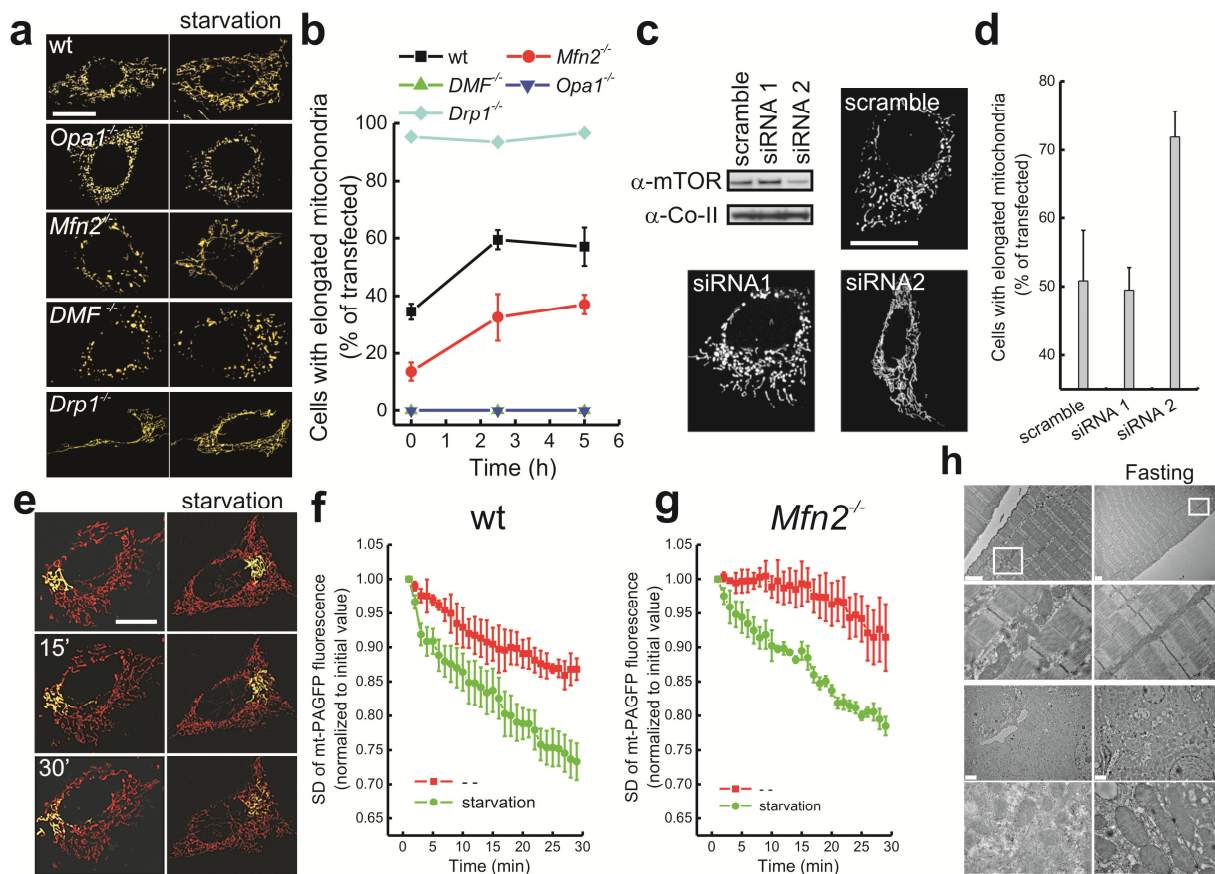 a
starvation
wt
Opa1-/-
Mfn2-/-
DMF -/-
Drp1-/-
b
wt
Mfn2-/-
DMF-/-
Opa1-/-
Drp1-/-
Cells with elongated mitochondria
(% of transfected)
100
80
60
40
20
0
0 1 2 3 4 5 6
Time (h)
c
scramble
siRNA 1
siRNA 2
α-mTOR
α-Co-II
scramble
siRNA1
siRNA2
d
Cells with elongated mitochondria
(% of transfected)
80
70
60
50
40
scramble
siRNA 1
siRNA 2
e
starvation
15'
30'
f
wt
SD of mt-PAGFP fluorescence
(normalized to initial value)
1.05
1.00
0.95
0.90
0.85
0.80
0.75
0.70
0.65
- -
starvation
0 5 10 15 20 25 30
Time (min)
g
Mfn2-/-
SD of mt-PAGFP fluorescence
(normalized to initial value)
1.05
1.00
0.95
0.90
0.85
0.80
0.75
0.70
0.65
- -
starvation
0 5 10 15 20 25 30
Time (min)
h
Fasting